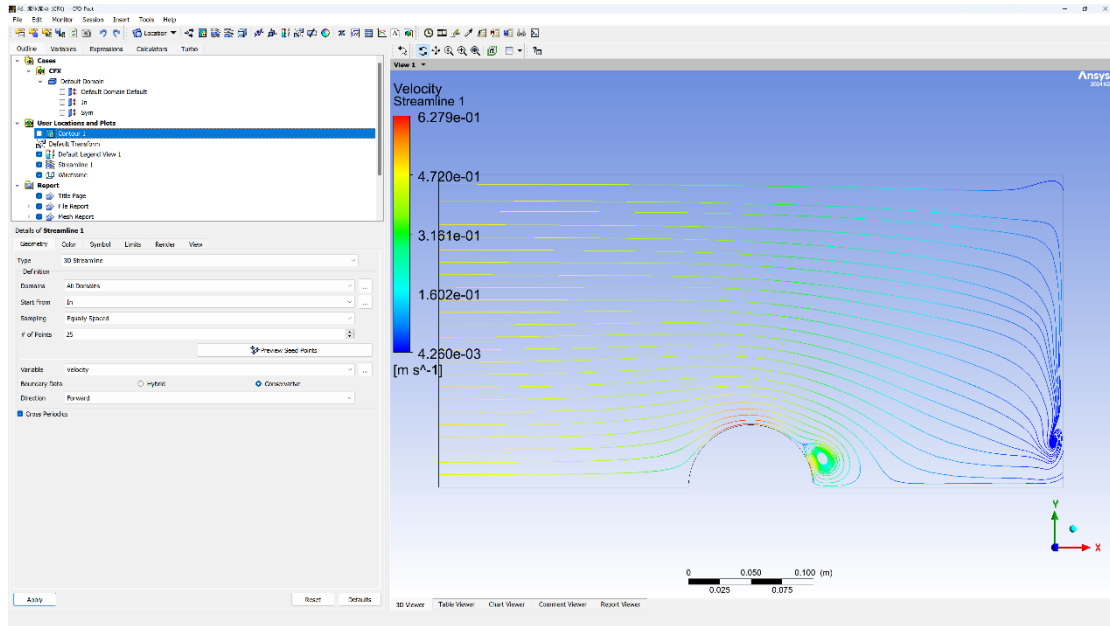 CFD Post
File Edit Monitor Session Insert Tools Help
Location
Outline Variables Expressions Calculators Turbo
Cases
CFX
Default Domain
Default Domain Default
In
Sym
User Locations and Plots
Contour 1
Default Transform
Default Legend View 1
Streamline 1
Wireframe
Report
Title Page
File Report
Mesh Report
Details of Streamline 1
Geometry Color Symbol Limits Render View
Type 3D Streamline
Definition
Domains All Domains ...
Start From In ...
Sampling Equally Spaced
# of Points 25
Preview Seed Points
Variable Velocity ...
Boundary Data Hybrid Conservative
Direction Forward
Cross Periodics
Apply Reset Defaults
View 1
Ansys
Velocity
Streamline 1
6.279e-01
4.720e-01
3.161e-01
1.602e-01
4.260e-03
[m s^-1]
Y
X
0 0.050 0.100 (m)
0.025 0.075
3D Viewer Table Viewer Chart Viewer Comment Viewer Report Viewer